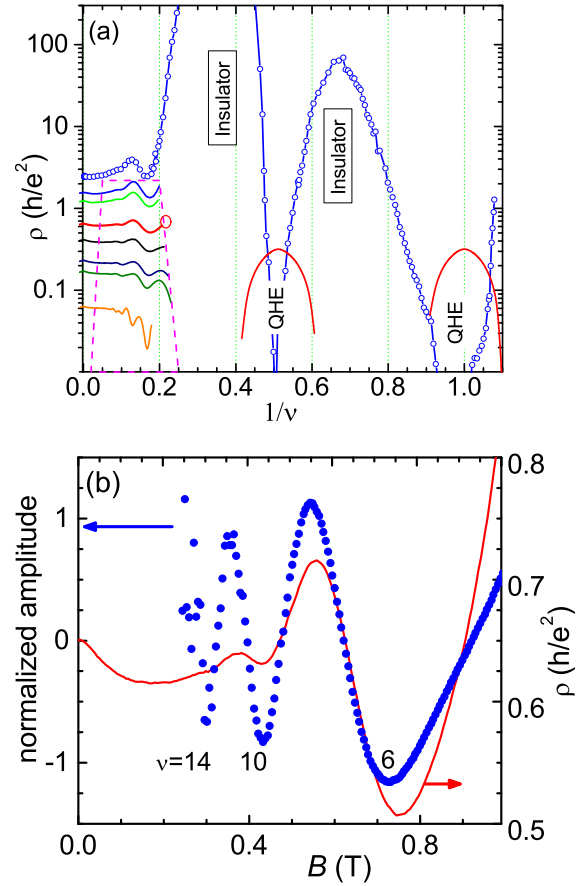 (a)
ρ (h/e²)
100
10
1
0.1
Insulator
Insulator
QHE
QHE
0.0 0.2 0.4 0.6 0.8 1.0
1/ν
(b)
normalized amplitude
1
0
-1
ν=14 10 6
0.8
0.7
0.6
0.5
ρ (h/e²)
0.0 0.4 0.8
B (T)